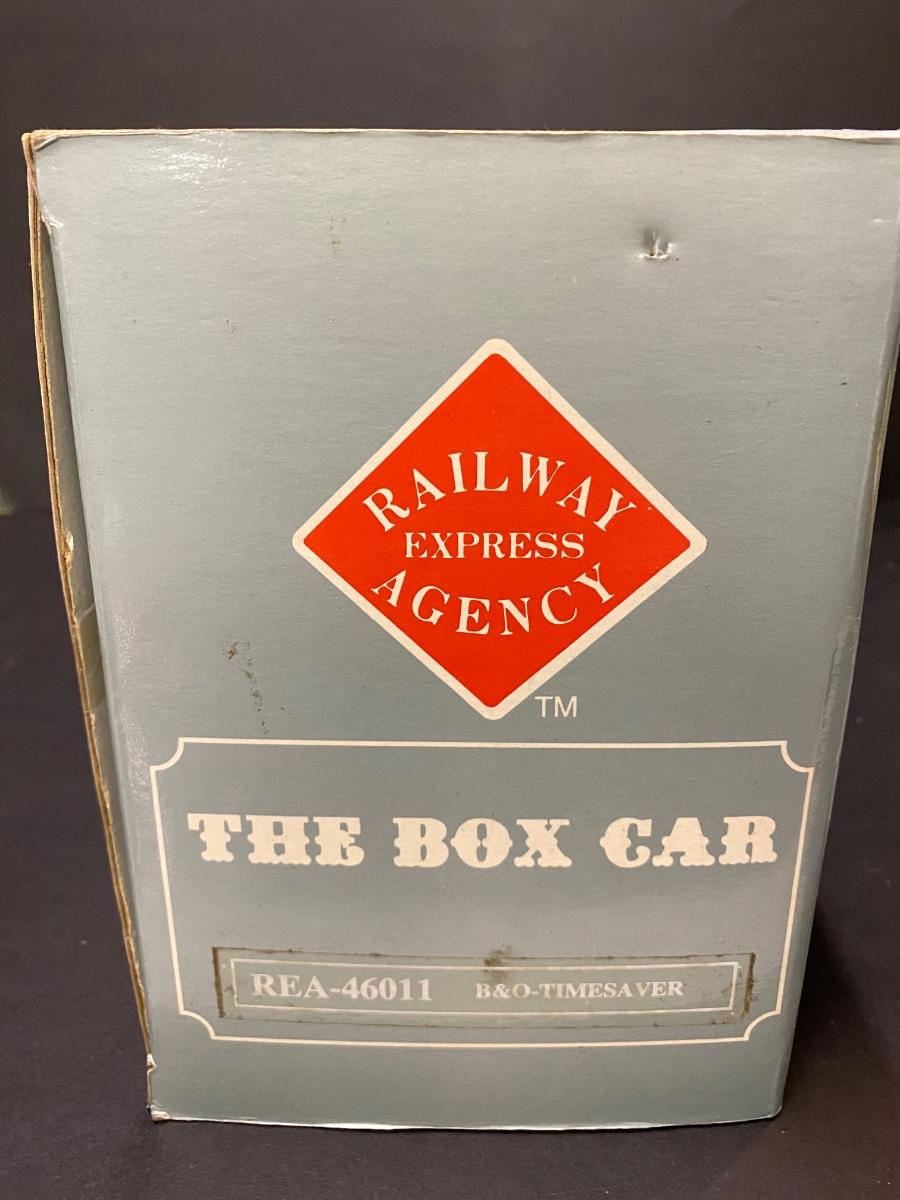 RAILWAY
EXPRESS
AGENCY
TM
THE BOX CAR
REA-46011 B&O-TIMESAVER